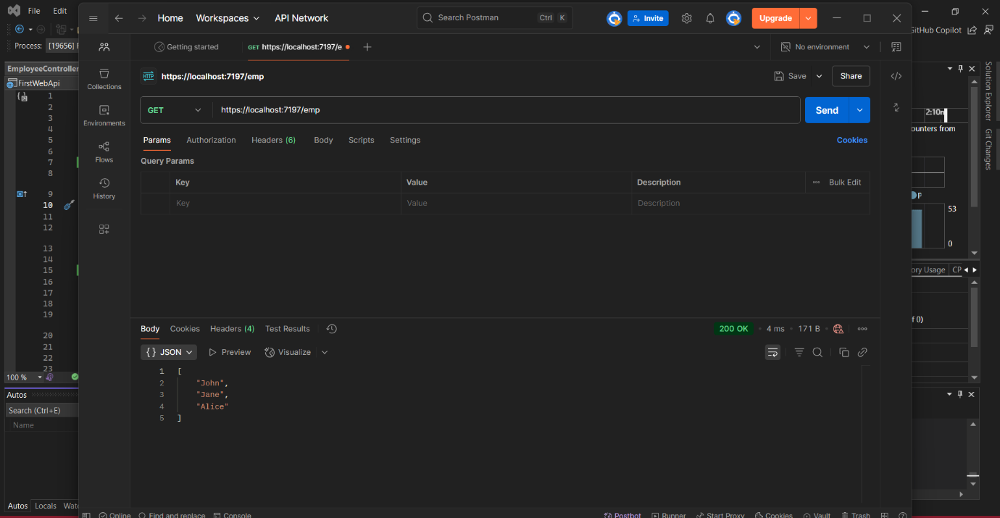 File Edit
Home Workspaces API Network Search Postman Ctrl K Invite Upgrade
GitHub Copilot
Process: [19656] F
Getting started GET https://localhost:7197/e No environment
EmployeeController
HTTP https://localhost:7197/emp Save Share
FirstWebApi
Collections
Environments
Flows
History
GET https://localhost:7197/emp Send
Params Authorization Headers (6) Body Scripts Settings Cookies
Query Params
Key Value Description Bulk Edit
Key Value Description
1
2
3
4
5
6
7
8
9
10
11
12
13
14
15
16
17
18
19
20
21
22
23
100 %
Autos
Search (Ctrl+E)
Name
Autos Locals
Body Cookies Headers (4) Test Results 200 OK 4 ms 171 B
{} JSON Preview Visualize
1 [
2 "John",
3 "Jane",
4 "Alice"
5 ]
Online Find and replace Console Postbot Runner Start Proxy Cookies Vault Trash
2:10
ounters from
P
53
0
ory Usage CP
f 0)
Solution Explorer
Git Changes